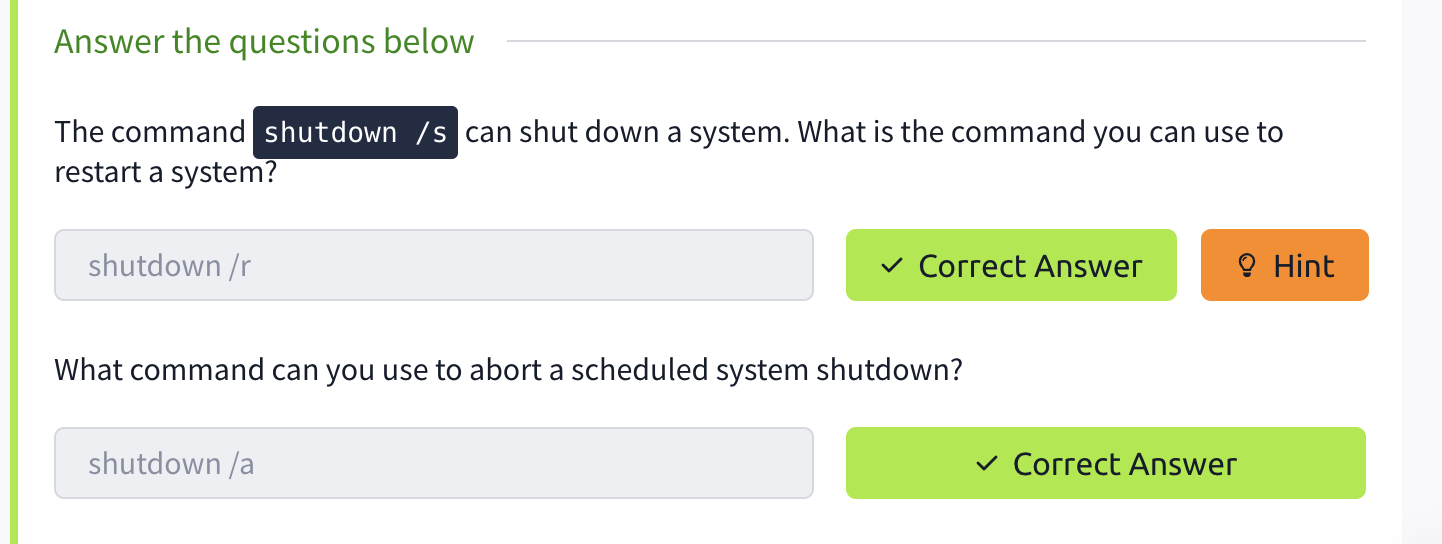 Answer the questions below
The command shutdown /s can shut down a system. What is the command you can use to
restart a system?
shutdown /r
Correct Answer
Hint
What command can you use to abort a scheduled system shutdown?
shutdown /a
Correct Answer